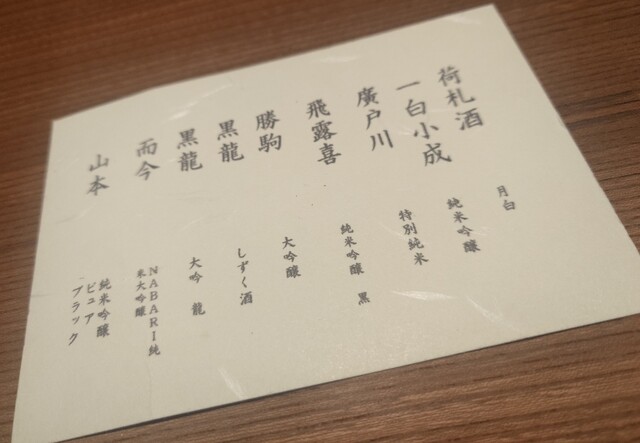 荷札酒 月白
一白水成 純米吟醸
廣戸川 特別純米
飛露喜 純米吟醸 黒
勝駒 大吟醸
黒龍 しずく酒
黒龍 大吟 龍
而今 NABARI純
米大吟醸
山本 純米吟醸
ピュア
ブラック